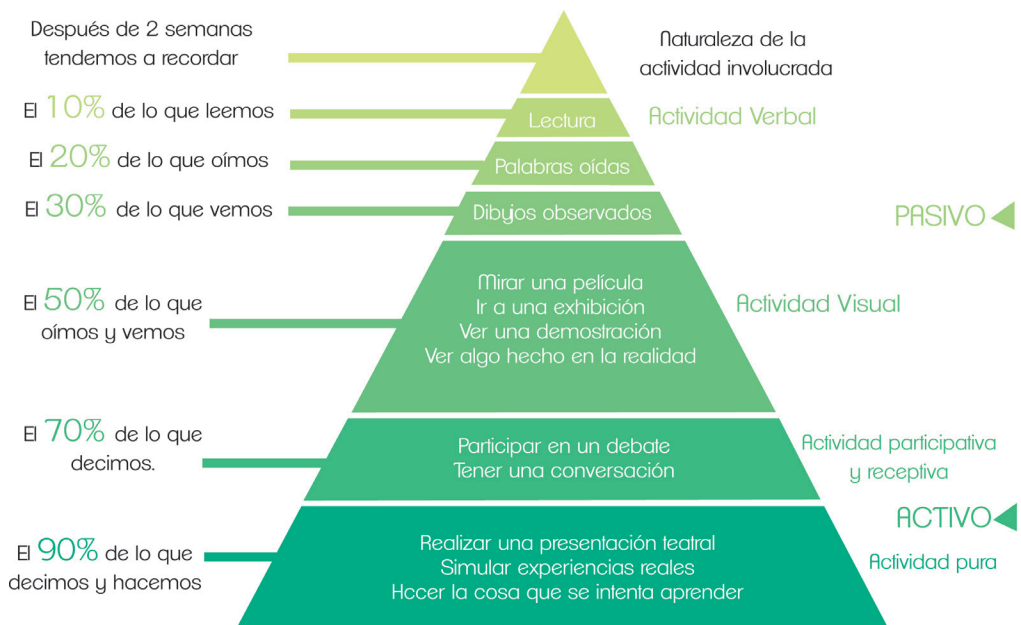 Después de 2 semanas
tendemos a recordar
Naturaleza de la
actividad involucrada
El 10% de lo que leemos
Lectura
Actividad Verbal
El 20% de lo que oímos
Palabras oídas
El 30% de lo que vemos
Dibujos observados
PASIVO
El 50% de lo que
oímos y vemos
Mirar una película
Ir a una exhibición
Ver una demostración
Ver algo hecho en la realidad
Actividad Visual
El 70% de lo que
decimos.
Participar en un debate
Tener una conversación
Actividad participativa
y receptiva
ACTIVO
El 90% de lo que
decimos y hacemos
Realizar una presentación teatral
Simular experiencias reales
Hccer la cosa que se intenta aprender
Actividad pura